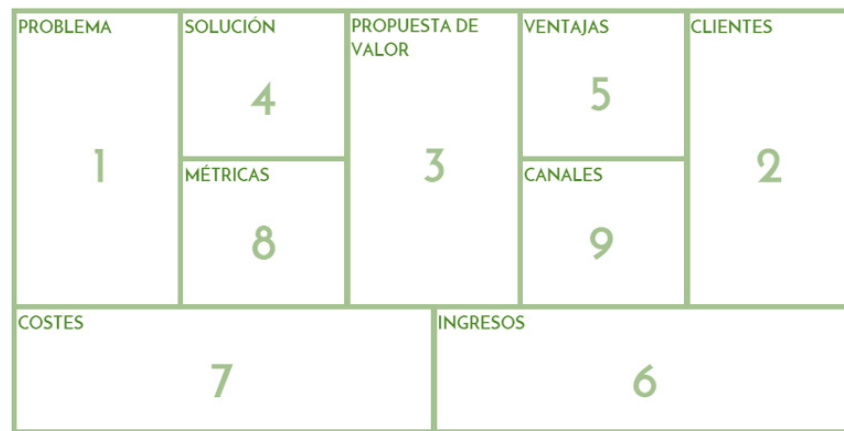 PROBLEMA
1
SOLUCIÓN
4
MÉTRICAS
8
PROPUESTA DE
VALOR
3
VENTAJAS
5
CANALES
9
CLIENTES
2
COSTES
7
INGRESOS
6